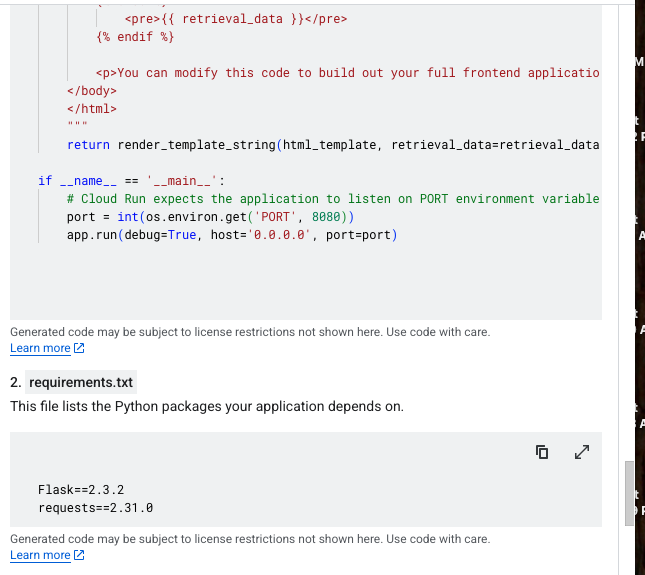 <pre>{{ retrieval_data }}</pre>
{% endif %}
<p>You can modify this code to build out your full frontend applicatio
</body>
</html>
"""
return render_template_string(html_template, retrieval_data=retrieval_data
if __name__ == '__main__':
# Cloud Run expects the application to listen on PORT environment variable
port = int(os.environ.get('PORT', 8080))
app.run(debug=True, host='0.0.0.0', port=port)
Generated code may be subject to license restrictions not shown here. Use code with care.
Learn more
2. requirements.txt
This file lists the Python packages your application depends on.
Flask==2.3.2
requests==2.31.0
Generated code may be subject to license restrictions not shown here. Use code with care.
Learn more